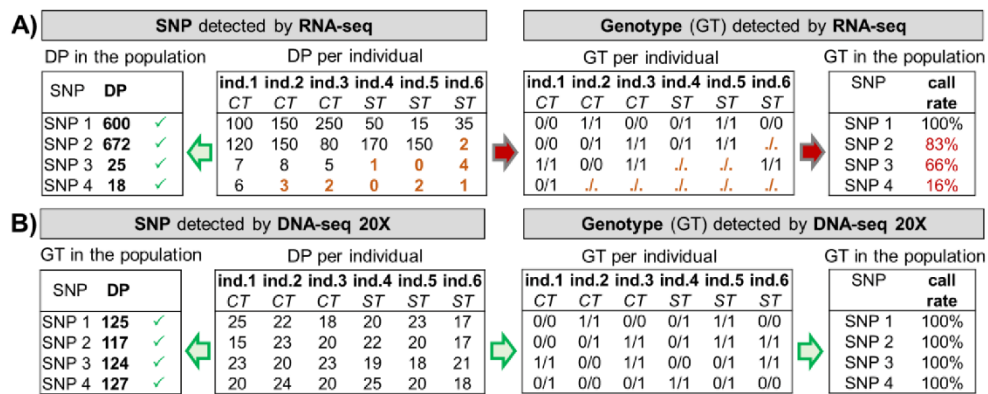 A)
SNP detected by RNA-seq
Genotype (GT) detected by RNA-seq
DP in the population
DP per individual
GT per individual
GT in the population
SNP DP
ind.1 ind.2 ind.3 ind.4 ind.5 ind.6
ind.1 ind.2 ind.3 ind.4 ind.5 ind.6
SNP call rate
CT CT CT ST ST ST
CT CT CT ST ST ST
SNP 1 600 ✓ 100 150 250 50 15 35 0/0 1/1 0/0 0/1 1/1 0/0 SNP 1 100%
SNP 2 672 ✓ 120 150 80 170 150 2 0/0 0/1 1/1 0/1 1/1 ./. SNP 2 83%
SNP 3 25 ✓ 7 8 5 1 0 4 1/1 0/0 1/1 ./. ./. 1/1 SNP 3 66%
SNP 4 18 ✓ 6 3 2 0 2 1 0/1 ./. ./. ./. ./. ./. SNP 4 16%
B)
SNP detected by DNA-seq 20X
Genotype (GT) detected by DNA-seq 20X
GT in the population
DP per individual
GT per individual
GT in the population
SNP DP
ind.1 ind.2 ind.3 ind.4 ind.5 ind.6
ind.1 ind.2 ind.3 ind.4 ind.5 ind.6
SNP call rate
CT CT CT ST ST ST
CT CT CT ST ST ST
SNP 1 125 ✓ 25 22 18 20 23 17 0/0 1/1 0/0 0/1 1/1 0/0 SNP 1 100%
SNP 2 117 ✓ 15 23 20 22 20 17 0/0 0/1 1/1 0/1 1/1 1/1 SNP 2 100%
SNP 3 124 ✓ 23 20 23 19 18 21 1/1 0/0 1/1 0/0 0/1 1/1 SNP 3 100%
SNP 4 127 ✓ 20 24 20 25 20 18 0/1 0/0 0/1 1/1 0/1 0/0 SNP 4 100%